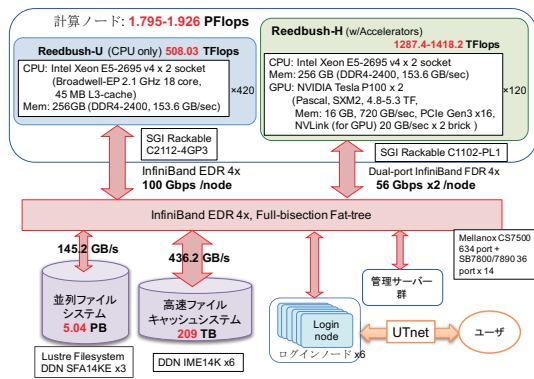 計算ノード: 1.795-1.926 PFlops
Reedbush-U (CPU only) 508.03 TFlops
CPU: Intel Xeon E5-2695 v4 x 2 socket
(Broadwell-EP 2.1 GHz 18 core,
45 MB L3-cache)
Mem: 256GB (DDR4-2400, 153.6 GB/sec)
×420
SGI Rackable
C2112-4GP3
InfiniBand EDR 4x
100 Gbps /node
Reedbush-H (w/Accelerators)
1287.4-1418.2 TFlops
CPU: Intel Xeon E5-2695 v4 x 2 socket
Mem: 256 GB (DDR4-2400, 153.6 GB/sec)
GPU: NVIDIA Tesla P100 x 2
(Pascal, SXM2, 4.8-5.3 TF,
Mem: 16 GB, 720 GB/sec, PCIe Gen3 x16,
NVLink (for GPU) 20 GB/sec x 2 brick )
×120
SGI Rackable C1102-PL1
Dual-port InfiniBand FDR 4x
56 Gbps x2 /node
InfiniBand EDR 4x, Full-bisection Fat-tree
Mellanox CS7500
634 port +
SB7800/7890 36
port x 14
145.2 GB/s
436.2 GB/s
並列ファイル
システム
5.04 PB
Lustre Filesystem
DDN SFA14KE x3
高速ファイル
キャッシュシステム
209 TB
DDN IME14K x6
管理サーバー
群
Login
node
ログインノード x6
UTnet
ユーザ